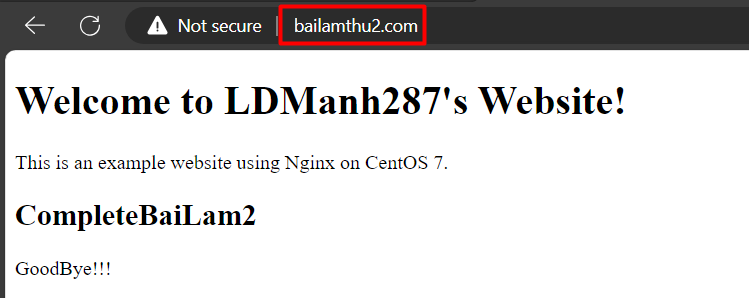 Not secure bailamthu2.com
Welcome to LDManh287's Website!
This is an example website using Nginx on CentOS 7.
CompleteBaiLam2
GoodBye!!!